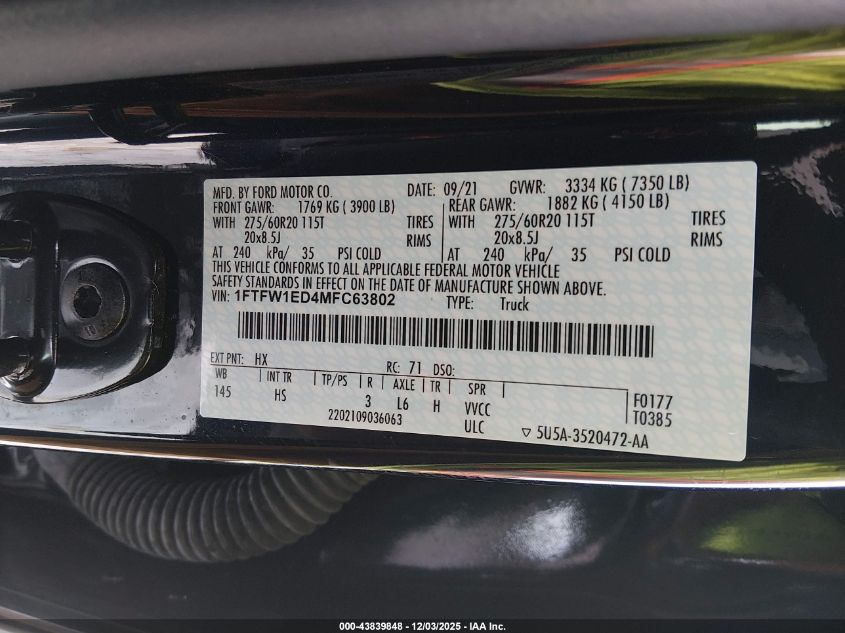 MFD. BY FORD MOTOR CO. DATE: 09/21 GVWR: 3334 KG ( 7350 LB)
FRONT GAWR: 1769 KG ( 3900 LB) REAR GAWR: 1882 KG ( 4150 LB)
WITH 275/60R20 115T TIRES WITH 275/60R20 115T TIRES
20x8.5J RIMS 20x8.5J RIMS
AT 240 kPa/ 35 PSI COLD AT 240 kPa/ 35 PSI COLD
THIS VEHICLE CONFORMS TO ALL APPLICABLE FEDERAL MOTOR VEHICLE
SAFETY STANDARDS IN EFFECT ON THE DATE OF MANUFACTURE SHOWN ABOVE.
VIN: 1FTFW1ED4MFC63802 TYPE: Truck
EXT PNT: HX RC: 71 DSO:
WB INT TR TP/PS R AXLE TR SPR
145 HS 3 L6 H VVCC F0177
2202109036063 ULC T0385
▽ 5U5A-3520472-AA
000-43839848 - 12/03/2025 - IAA Inc.